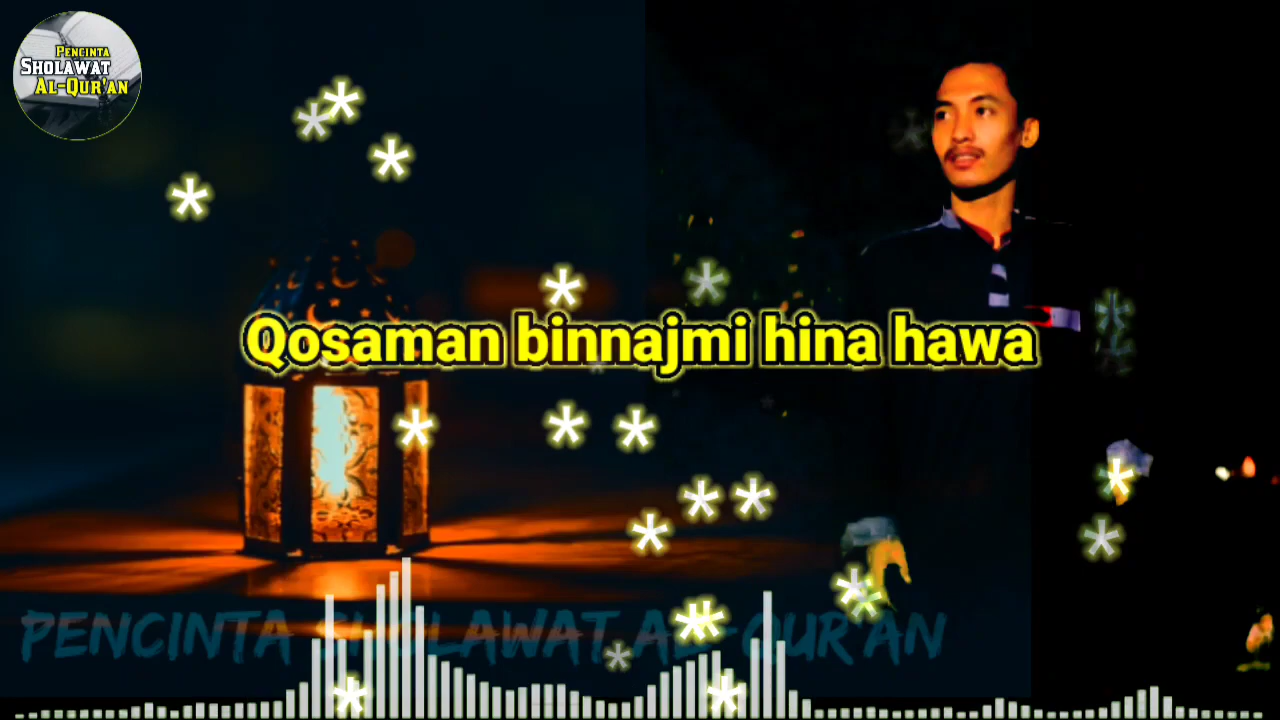 PENCINTA
SHOLAWAT
AL-QUR'AN
Qosaman binnajmi hina hawa
PENCINTA SHOLAWAT AL-QUR'AN